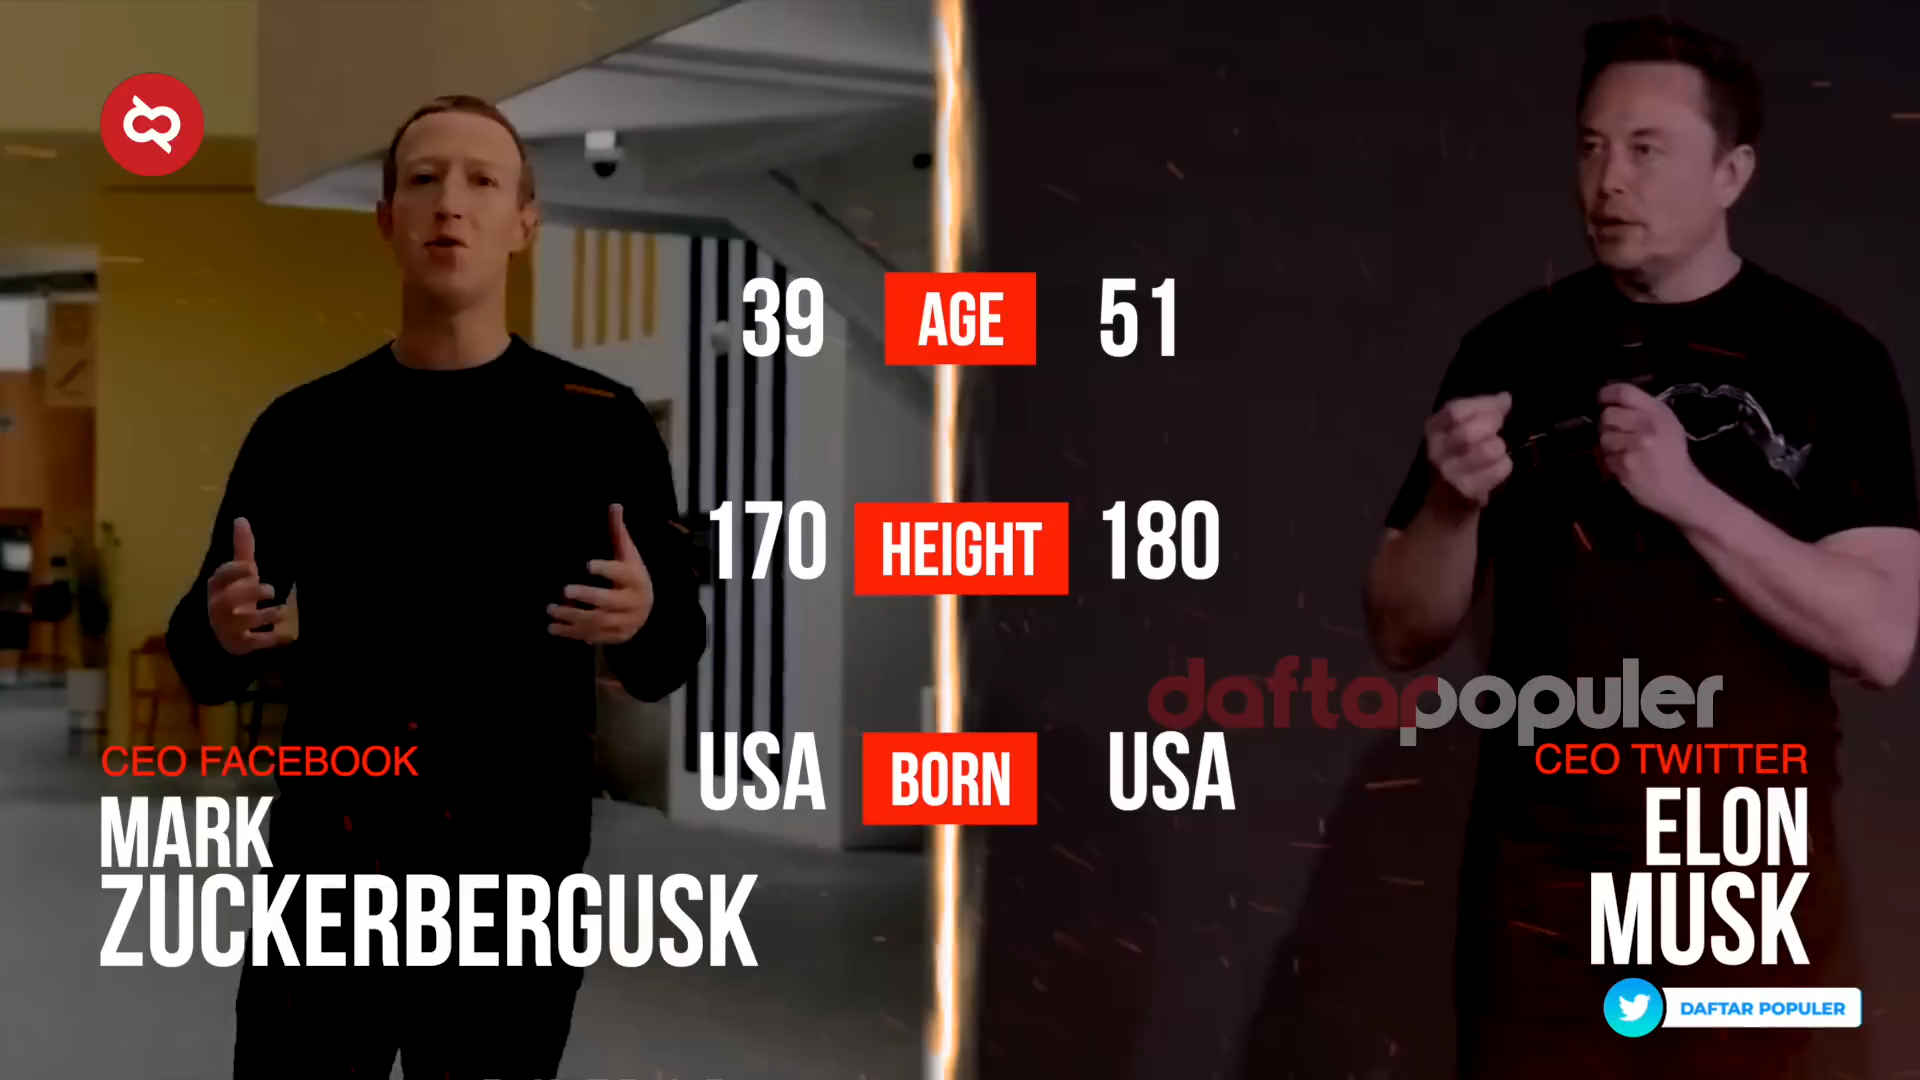 39 AGE 51
170 HEIGHT 180
USA BORN USA
daftarpopuler
CEO FACEBOOK
MARK
ZUCKERBERGUSK
CEO TWITTER
ELON
MUSK
DAFTAR POPULER